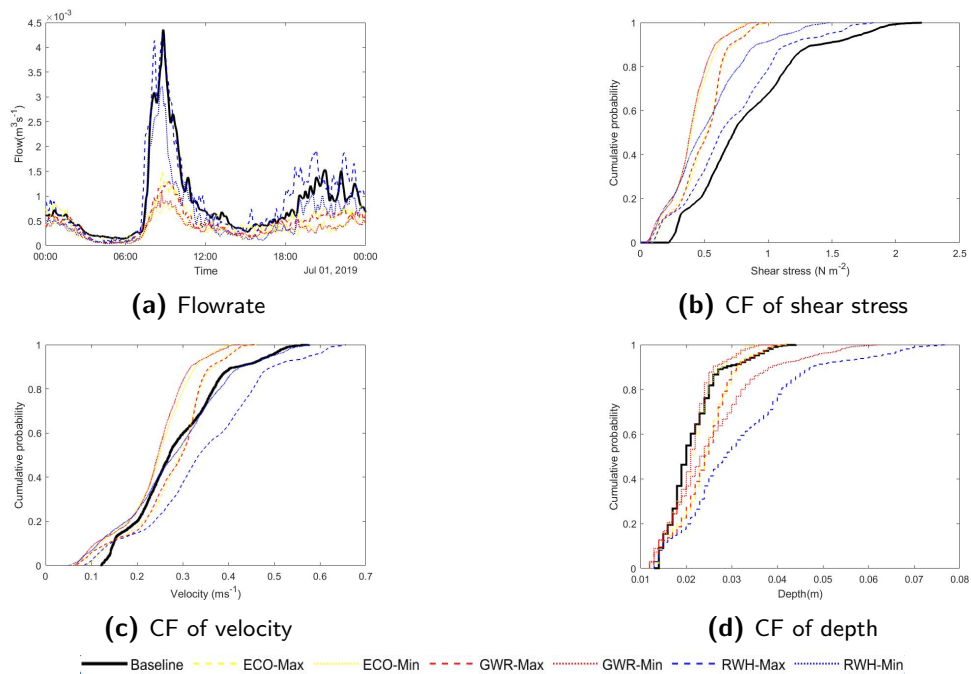 ×10⁻³
4.5
4
3.5
3
2.5
2
1.5
1
0.5
0
Flow(m³s⁻¹)
00:00 06:00 12:00 18:00 00:00
Time
Jul 01, 2019
(a) Flowrate
1
0.8
0.6
0.4
0.2
0
Cumulative probability
0 0.5 1 1.5 2 2.5
Shear stress (N m⁻²)
(b) CF of shear stress
1
0.8
0.6
0.4
0.2
0
Cumulative probability
0 0.1 0.2 0.3 0.4 0.5 0.6 0.7
Velocity (ms⁻¹)
(c) CF of velocity
1
0.8
0.6
0.4
0.2
0
Cumulative probability
0.01 0.02 0.03 0.04 0.05 0.06 0.07 0.08
Depth(m)
(d) CF of depth
Baseline ECO-Max ECO-Min GWR-Max GWR-Min RWH-Max RWH-Min